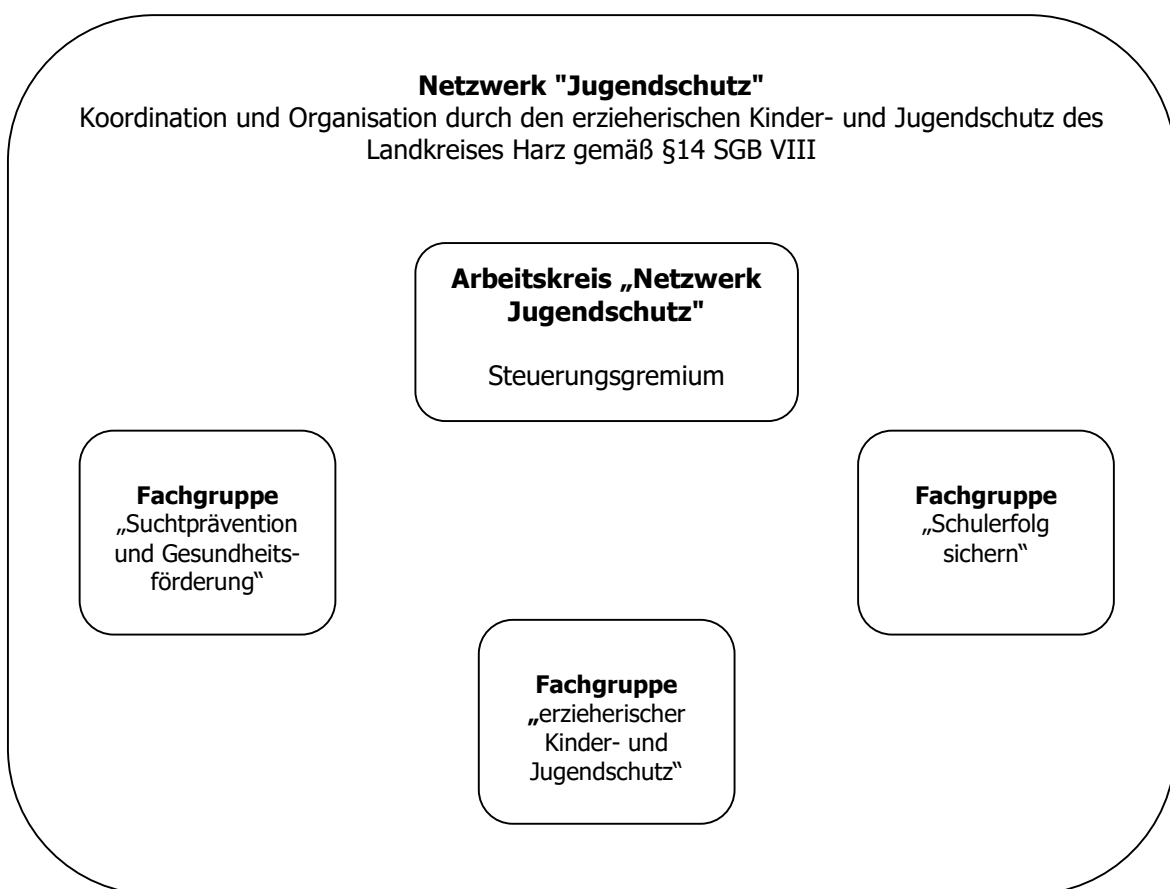 Netzwerk "Jugendschutz"
Koordination und Organisation durch den erzieherischen Kinder- und Jugendschutz des
Landkreises Harz gemäß §14 SGB VIII
Arbeitskreis „Netzwerk
Jugendschutz"
Steuerungsgremium
Fachgruppe
„Suchtprävention
und Gesundheits-
förderung“
Fachgruppe
„Schulerfolg
sichern“
Fachgruppe
„erzieherischer
Kinder- und
Jugendschutz“